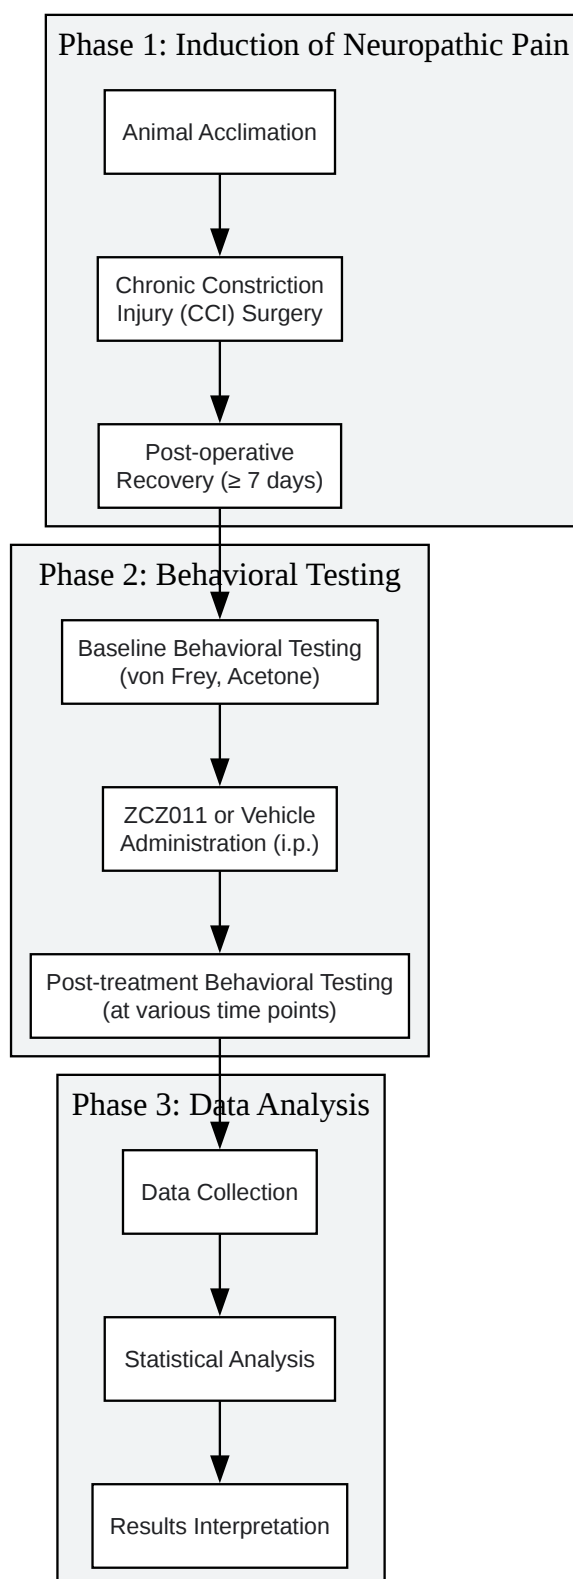 Phase 1: Induction of Neuropathic Pain
Animal Acclimation
Chronic Constriction
Injury (CCI) Surgery
Post-operative
Recovery (≥ 7 days)
Phase 2: Behavioral Testing
Baseline Behavioral Testing
(von Frey, Acetone)
ZCZ011 or Vehicle
Administration (i.p.)
Post-treatment Behavioral Testing
(at various time points)
Phase 3: Data Analysis
Data Collection
Statistical Analysis
Results Interpretation